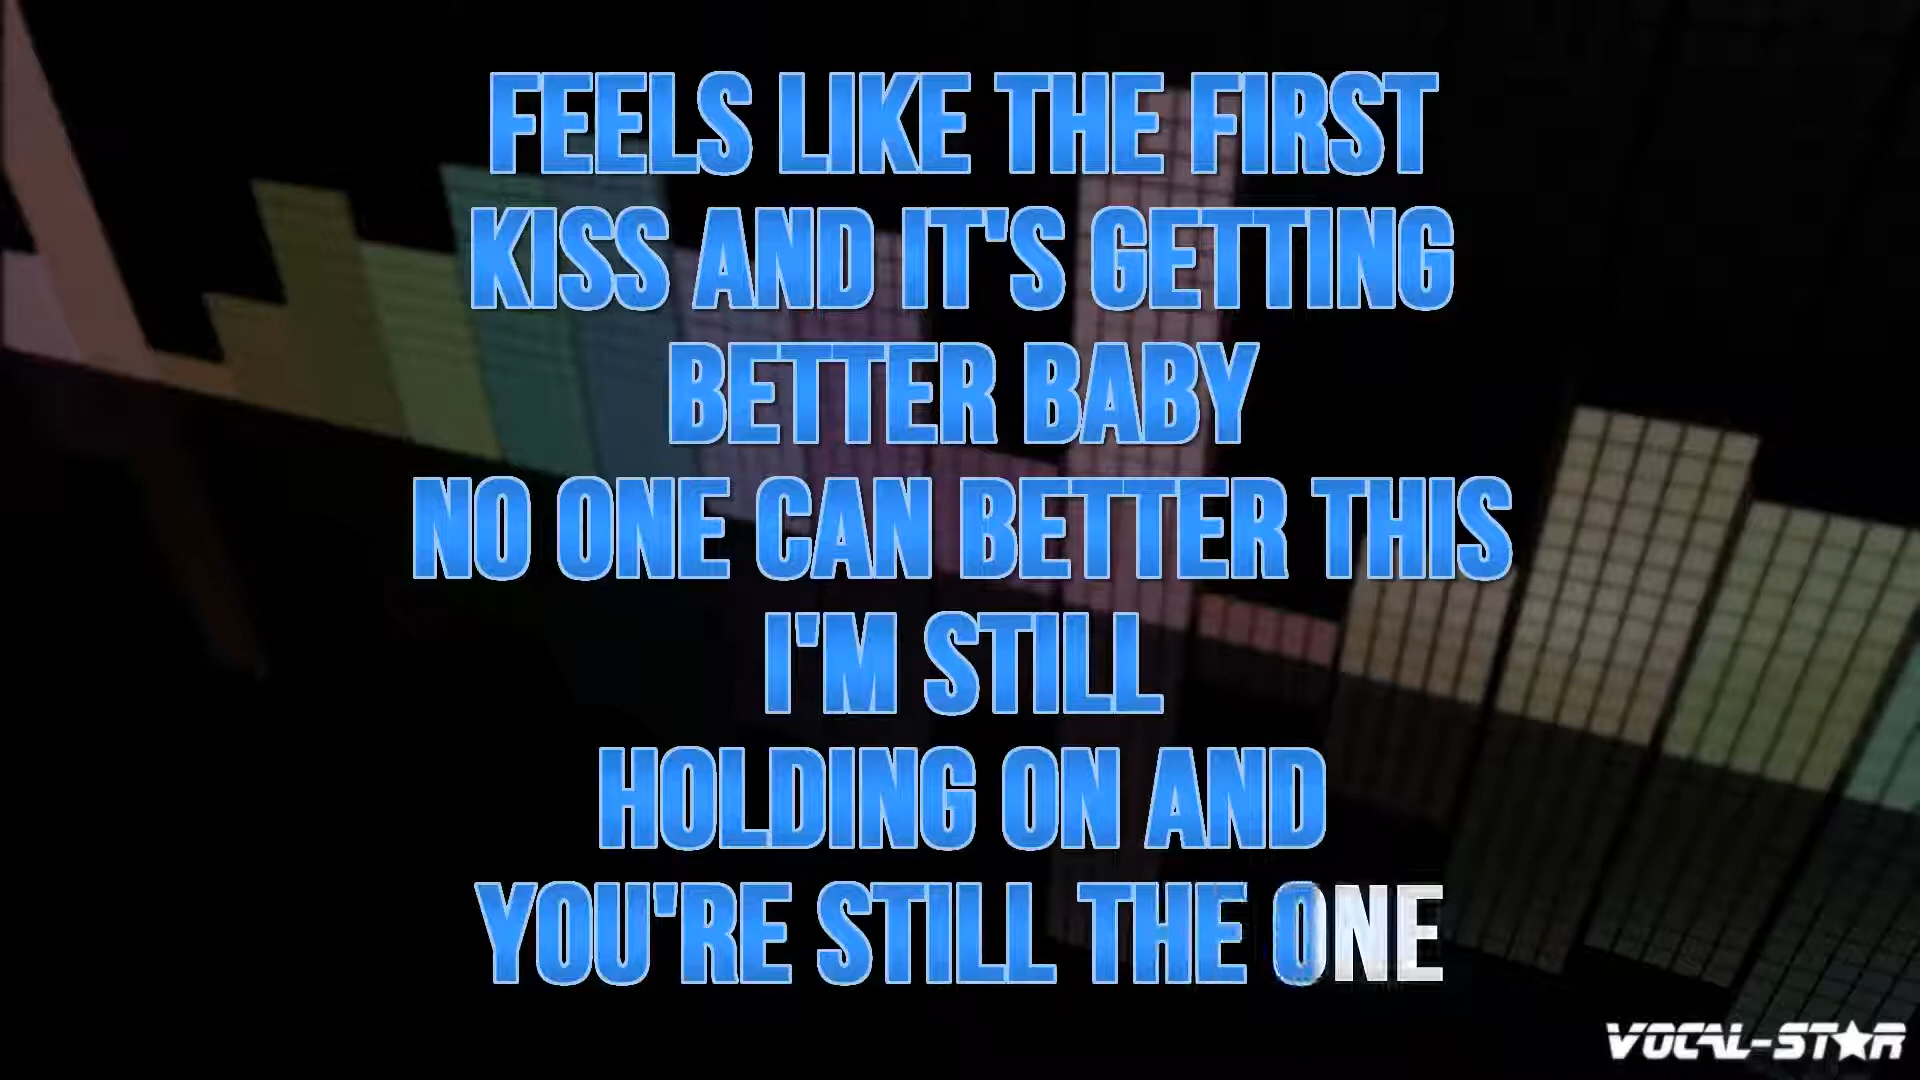 FEELS LIKE THE FIRST
KISS AND IT'S GETTING
BETTER BABY
NO ONE CAN BETTER THIS
I'M STILL
HOLDING ON AND
YOU'RE STILL THE ONE
VOCAL-STAR